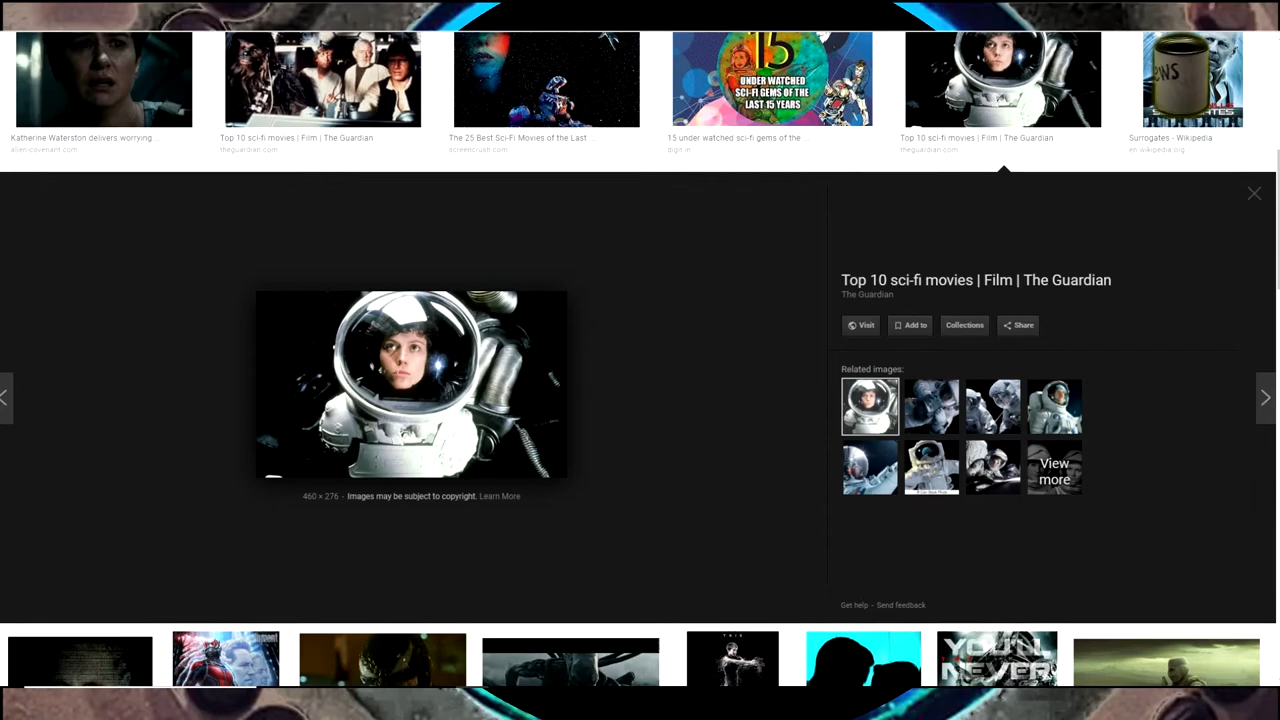 15
UNDER WATCHED
SCI-FI GEMS OF THE
LAST 15 YEARS
Katherine Waterston delivers worrying ...
alien-covenant.com
Top 10 sci-fi movies | Film | The Guardian
theguardian.com
The 25 Best Sci-Fi Movies of the Last ...
screencrush.com
15 under watched sci-fi gems of the ...
digit.in
Top 10 sci-fi movies | Film | The Guardian
theguardian.com
Surrogates - Wikipedia
en.wikipedia.org
Top 10 sci-fi movies | Film | The Guardian
The Guardian
Visit
Add to
Collections
Share
Related images:
View
more
460 × 276 - Images may be subject to copyright. Learn More
Get help - Send feedback
THIS
YOU'LL
NEVER